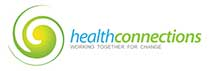 healthconnections
WORKING TOGETHER FOR CHANGE